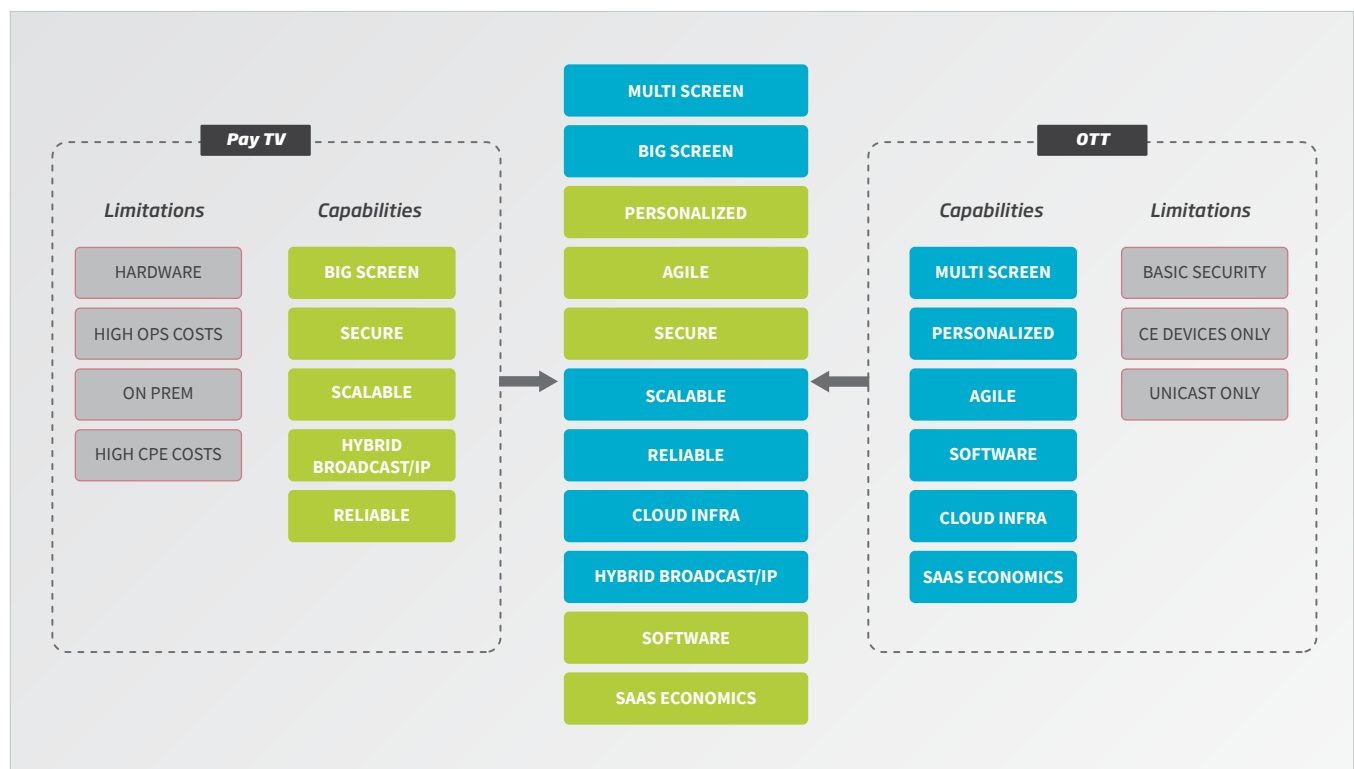 Pay TV
Limitations
HARDWARE
HIGH OPS COSTS
ON PREM
HIGH CPE COSTS
Capabilities
BIG SCREEN
SECURE
SCALABLE
HYBRID
BROADCAST/IP
RELIABLE
MULTI SCREEN
BIG SCREEN
PERSONALIZED
AGILE
SECURE
SCALABLE
RELIABLE
CLOUD INFRA
HYBRID BROADCAST/IP
SOFTWARE
SAAS ECONOMICS
OTT
Capabilities
MULTI SCREEN
PERSONALIZED
AGILE
SOFTWARE
CLOUD INFRA
SAAS ECONOMICS
Limitations
BASIC SECURITY
CE DEVICES ONLY
UNICAST ONLY